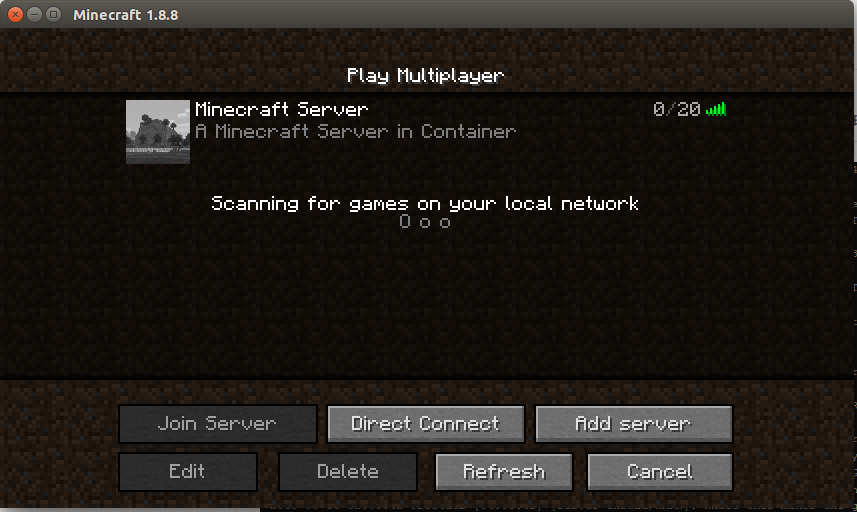 Minecraft 1.8.8
Play Multiplayer
Minecraft Server 0/20
A Minecraft Server in Container
Scanning for games on your local network
O o o
Join Server Direct Connect Add server
Edit Delete Refresh Cancel